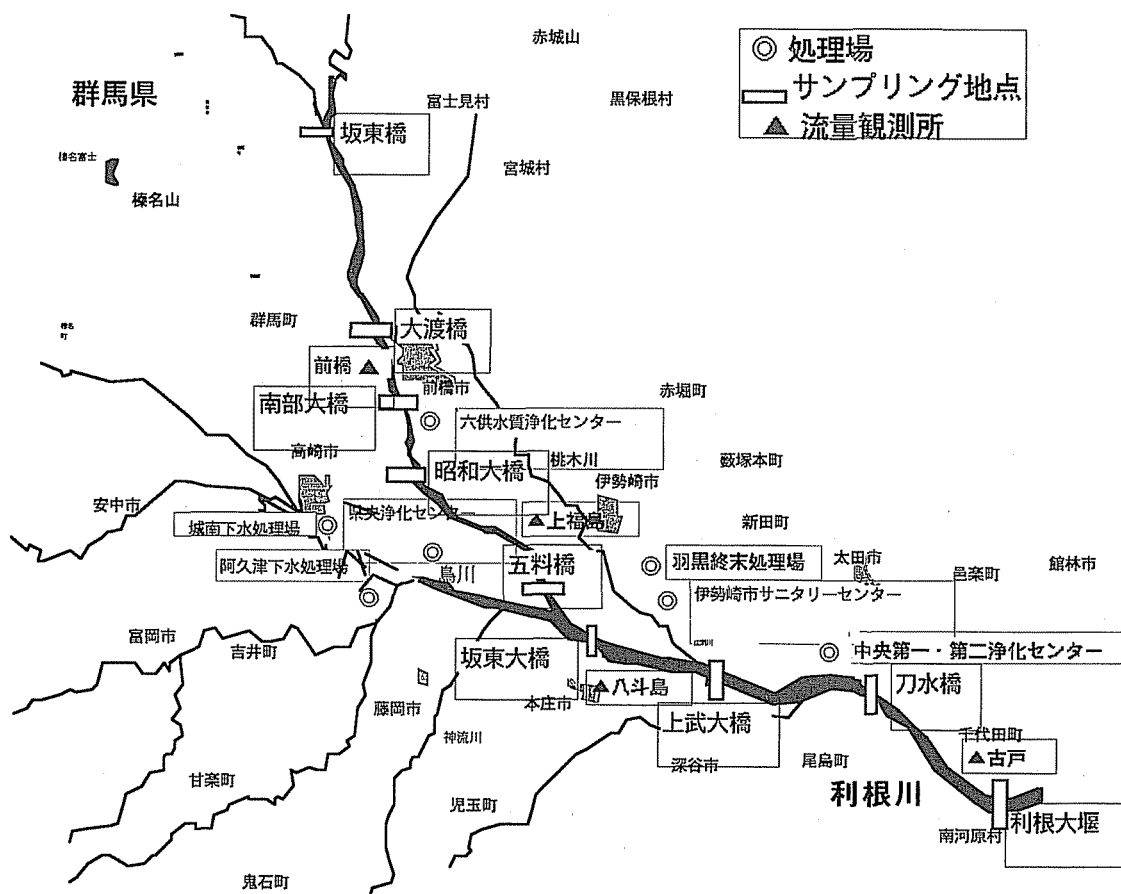 赤城山
処理場
サンプリング地点
流量観測所
群馬県
富士見村
黒保根村
坂東橋
榛名富士
宮城村
榛名山
群馬町
大渡橋
榛名町
前橋
前橋市
赤堀町
南部大橋
六供水質浄化センター
高崎市
昭和大橋
桃木川
薮塚本町
伊勢崎市
安中市
県央浄化センター
城南下水処理場
上福島
新田町
阿久津下水処理場
烏川
五料橋
羽黒終末処理場
太田市
邑楽町
館林市
伊勢崎市サニタリーセンター
富岡市
吉井町
坂東大橋
中央第一・第二浄化センター
八斗島
刀水橋
本庄市
藤岡市
上武大橋
神流川
千代田町
古戸
深谷市
尾島町
甘楽町
児玉町
利根川
南河原村
利根大堰
鬼石町